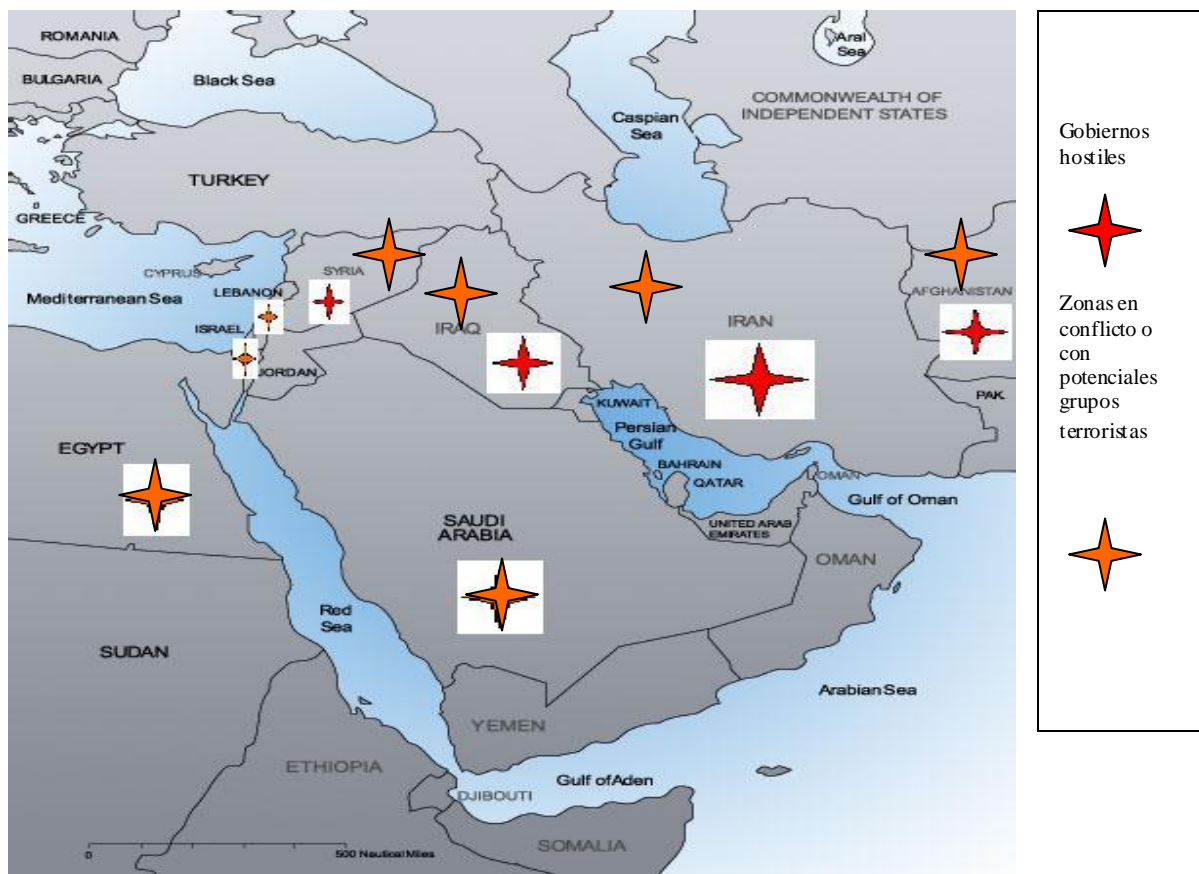 ROMANIA
BULGARIA
Black Sea
Aral
Sea
Caspian
Sea
COMMONWEALTH OF
INDEPENDENT STATES
TURKEY
GREECE
CYPRUS
SYRIA
Mediterranean Sea
LEBANON
ISRAEL
JORDAN
IRAQ
IRAN
AFGHANISTAN
PAK.
KUWAIT
Persian
Gulf
BAHRAIN
QATAR
OMAN
Gulf of Oman
UNITED ARAB
EMIRATES
EGYPT
SAUDI
ARABIA
OMAN
Red
Sea
SUDAN
Arabian Sea
YEMEN
ETHIOPIA
Gulf of Aden
DJIBOUTI
SOMALIA
0
500 Nautical Miles
Gobiernos
hostiles
Zonas en
conflicto o
con
potenciales
grupos
terroristas